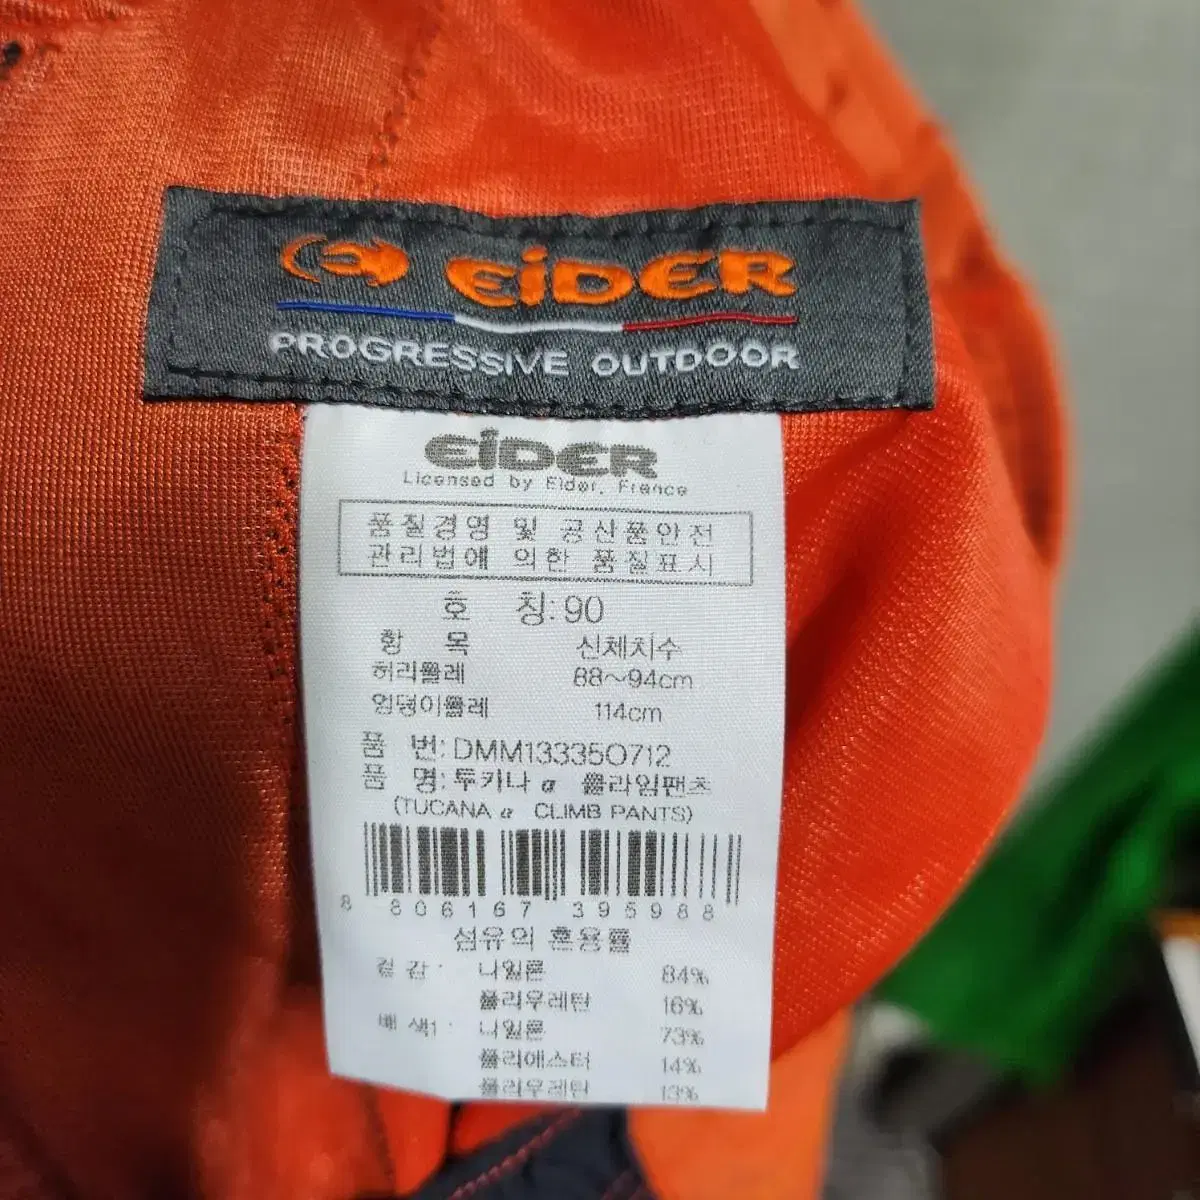 EiDER
PROGRESSIVE OUTDOOR
EiDER
Licensed by Eider, France
품질경영 및 공산품안전
관리법에 의한 품질표시
호 칭: 90
항 목 신체치수
허리둘레 88~94cm
엉덩이둘레 114cm
품 번: DMM13335O712
품 명: 투카나 α 클라임팬츠
(TUCANA α CLIMB PANTS)
8 806167 395988
섬유의 혼용률
겉감: 나일론 84%
폴리우레탄 16%
배색1: 나일론 73%
폴리에스터 14%
폴리우레탄 13%